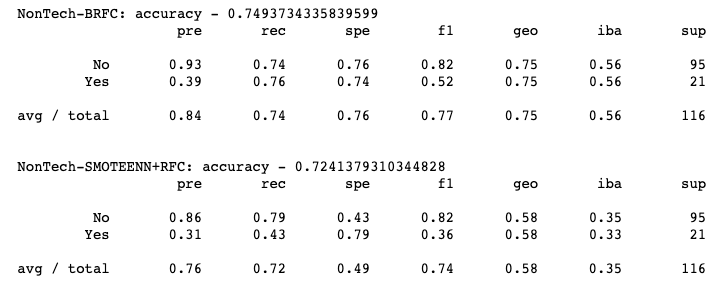 NonTech-BRFC: accuracy - 0.7493734335839599
pre rec spe f1 geo iba sup
No 0.93 0.74 0.76 0.82 0.75 0.56 95
Yes 0.39 0.76 0.74 0.52 0.75 0.56 21
avg / total 0.84 0.74 0.76 0.77 0.75 0.56 116
NonTech-SMOTEENN+RFC: accuracy - 0.7241379310344828
pre rec spe f1 geo iba sup
No 0.86 0.79 0.43 0.82 0.58 0.35 95
Yes 0.31 0.43 0.79 0.36 0.58 0.33 21
avg / total 0.76 0.72 0.49 0.74 0.58 0.35 116